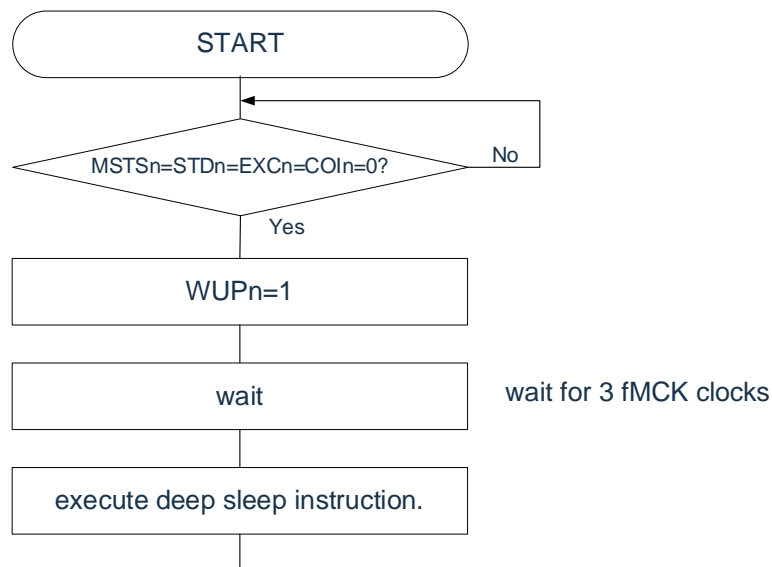 START
MSTSn=STDn=EXCn=COIn=0?
No
Yes
WUPn=1
wait
wait for 3 fMCK clocks
execute deep sleep instruction.